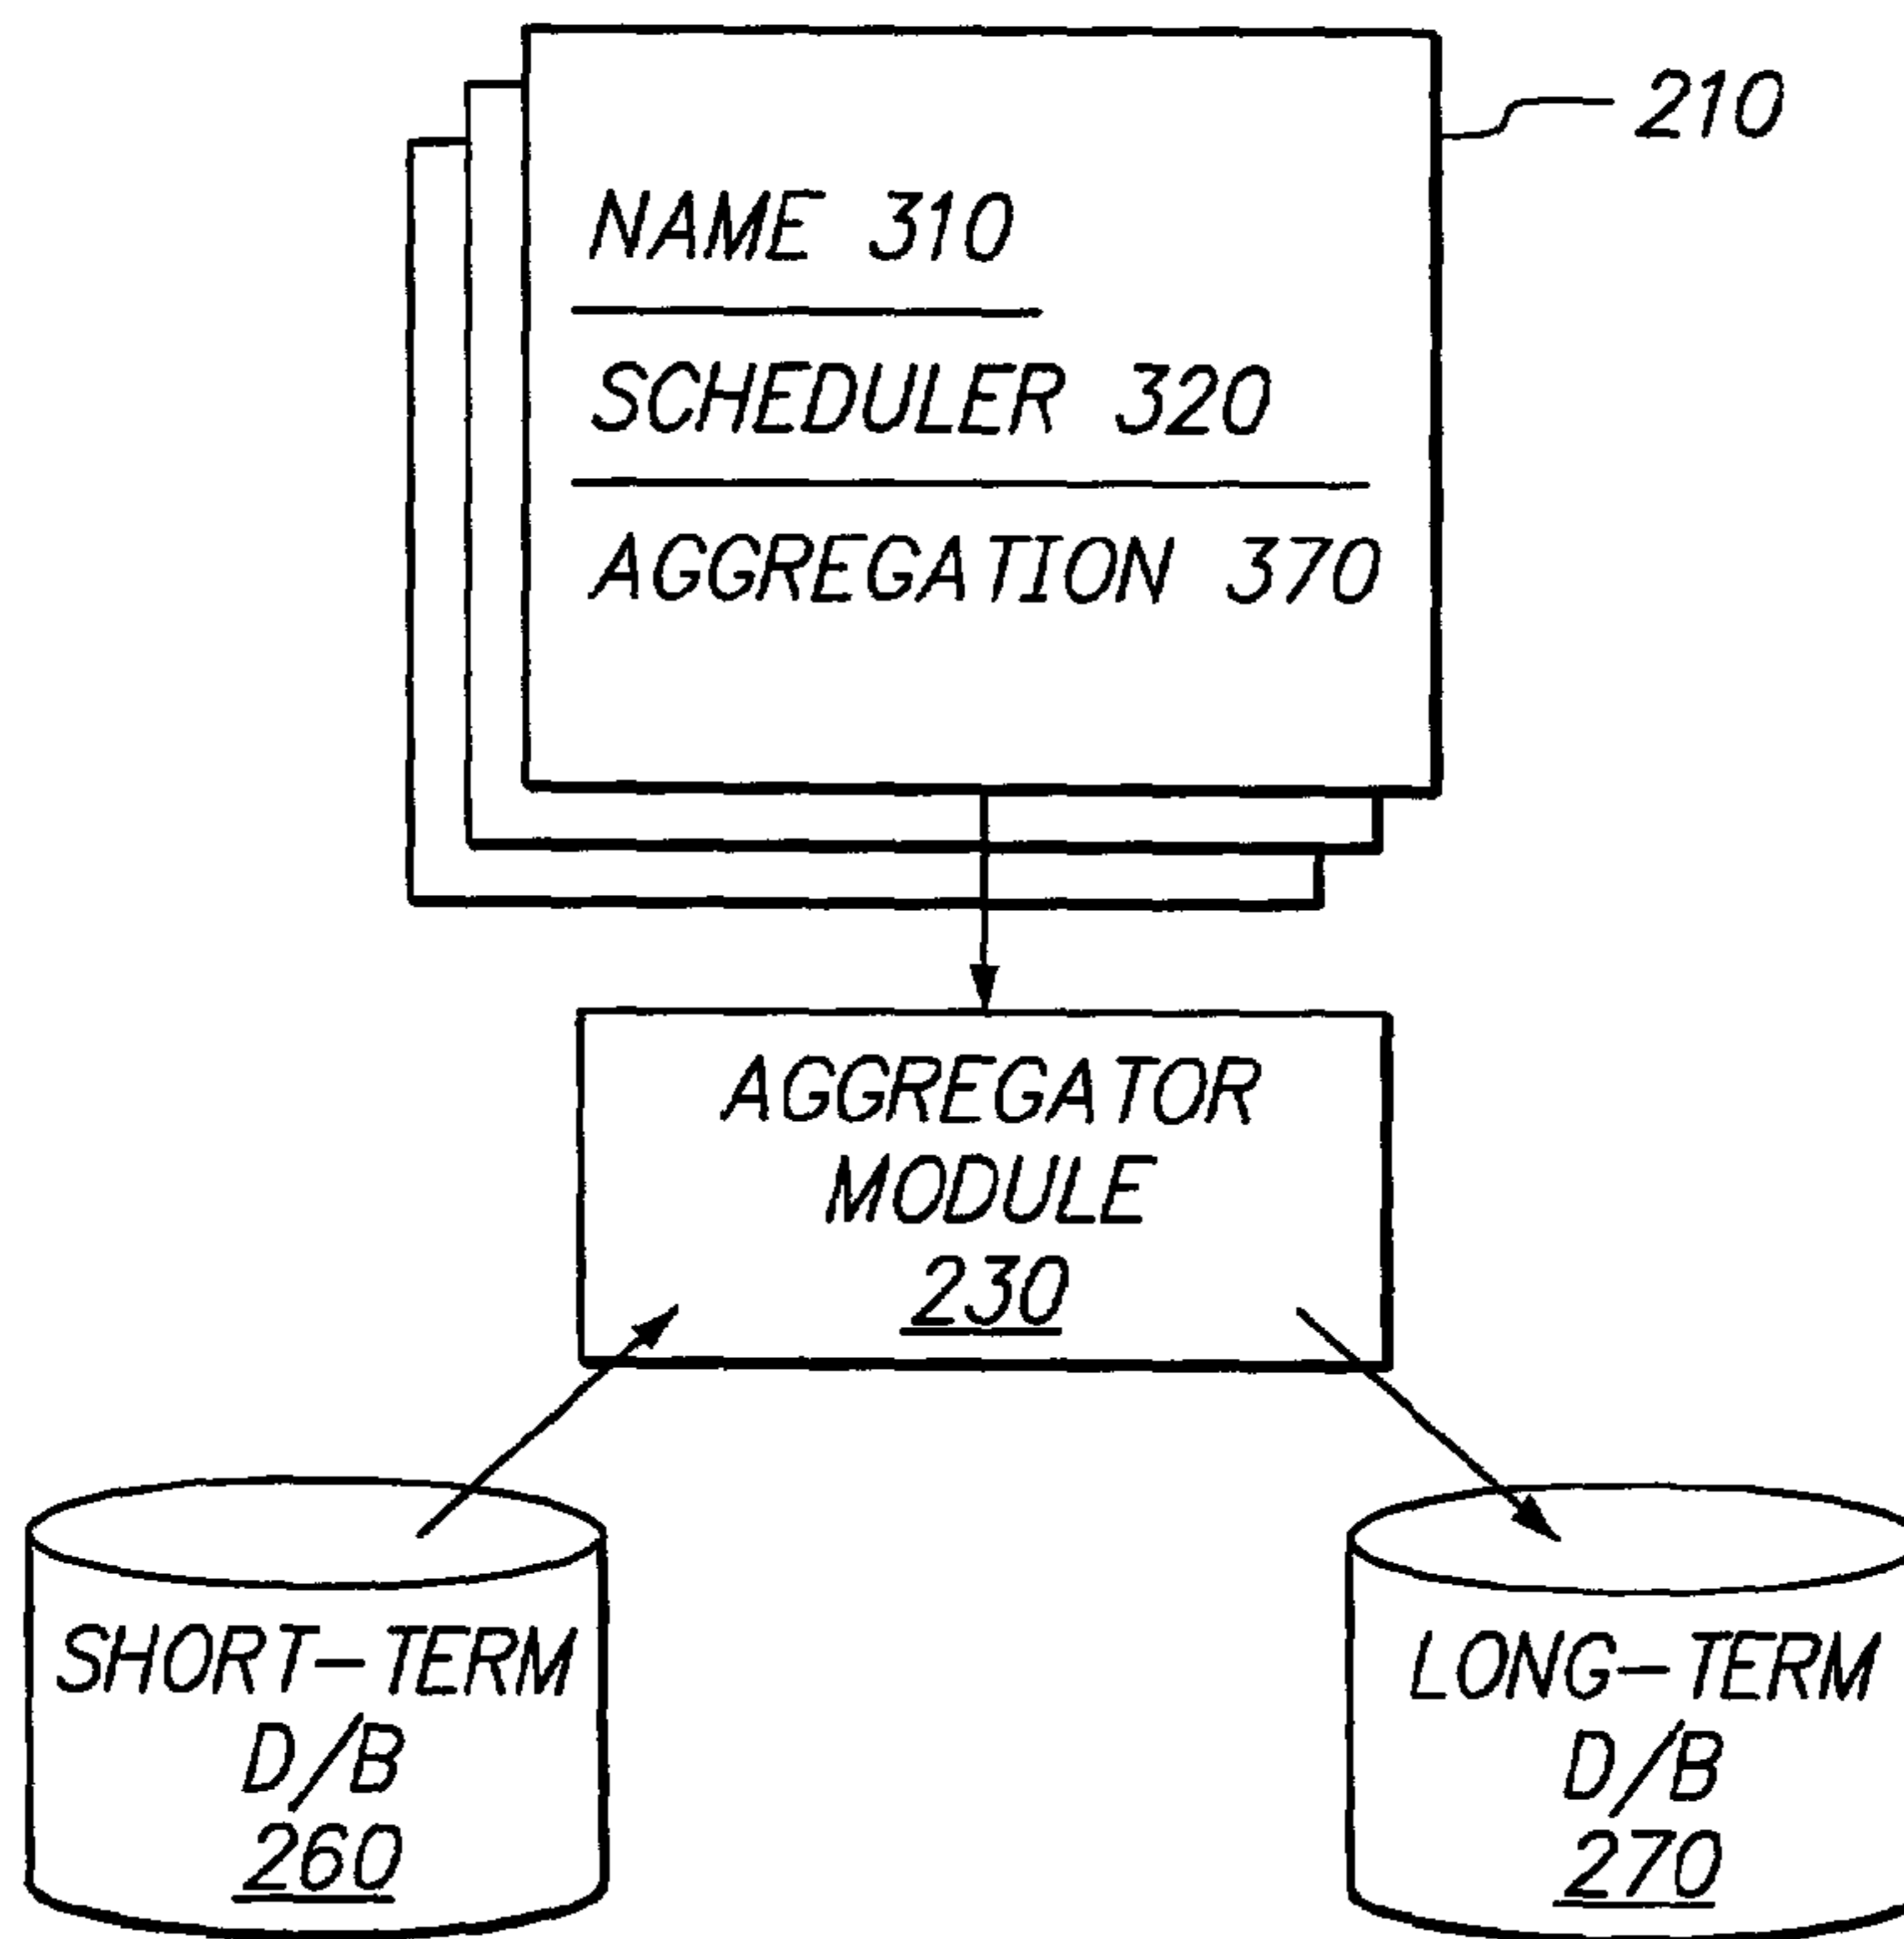 210
NAME 310
SCHEDULER 320
AGGREGATION 370
AGGREGATOR
MODULE
230
SHORT-TERM
D/B
260
LONG-TERM
D/B
270